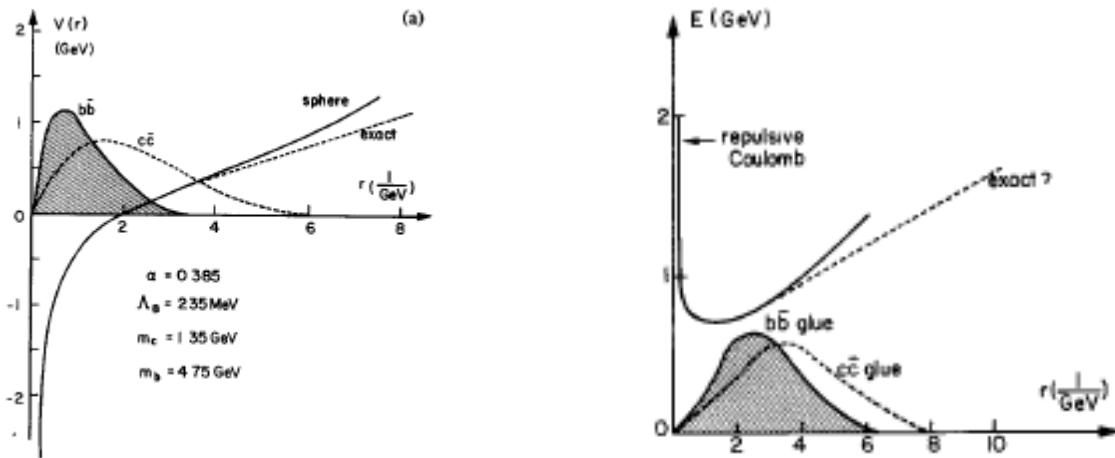 V(r)
(GeV)
(a)
2
1
0
-1
-2
bb̄
cc̄
sphere
exact
r(1/GeV)
2 4 6 8
α = 0 385
Λ_B = 235 MeV
m_c = 1 35 GeV
m_b = 4 75 GeV
E (GeV)
2
repulsive
Coulomb
exact ?
1
bb̄ glue
cc̄ glue
r(1/GeV)
0
2 4 6 8 10